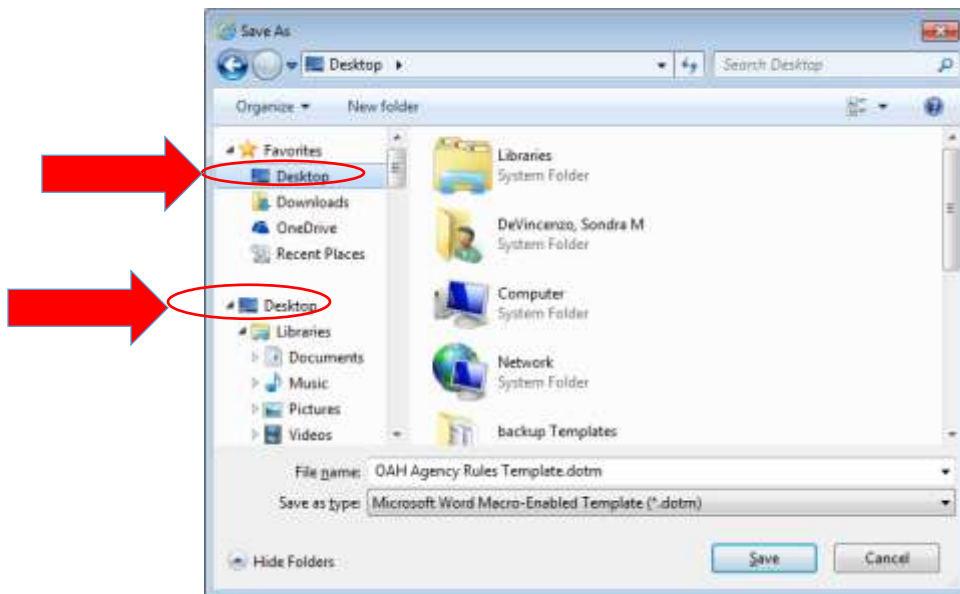 Save As
Desktop
Search Desktop
Organize
New folder
Favorites
Desktop
Downloads
OneDrive
Recent Places
Desktop
Libraries
Documents
Music
Pictures
Videos
Libraries
System Folder
DeVincenzo, Sondra M
System Folder
Computer
System Folder
Network
System Folder
backup Templates
File name: OAH Agency Rules Template.dotm
Save as type: Microsoft Word Macro-Enabled Template (*.dotm)
Hide Folders
Save
Cancel